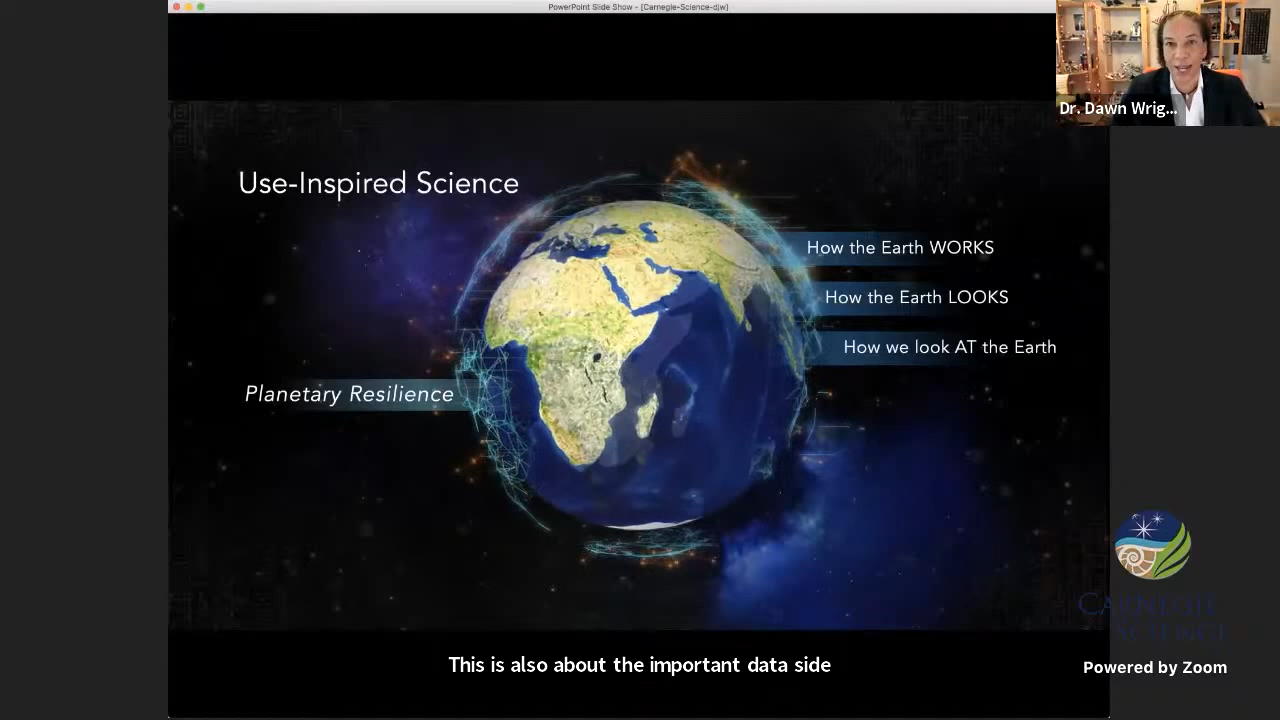 PowerPoint Slide Show - [Carnegie-Science-djw]
Dr. Dawn Wrig...
Use-Inspired Science
How the Earth WORKS
How the Earth LOOKS
How we look AT the Earth
Planetary Resilience
CARNEGIE
SCIENCE
This is also about the important data side
Powered by Zoom